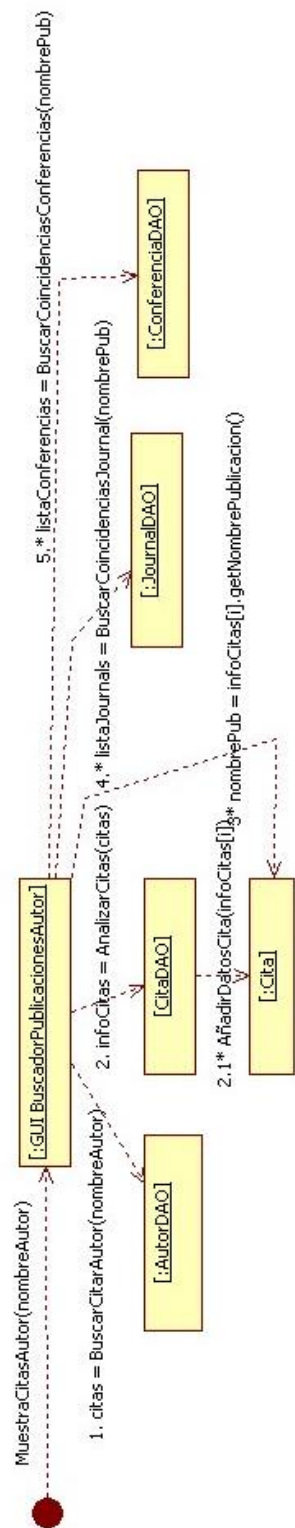 MuestraCitasAutor(nombreAutor)
[:GUI BuscadorPublicacionesAutor]
1. citas = BuscarCitarAutor(nombreAutor)
[:AutorDAO]
2. infoCitas = AnalizarCitas(citas)
[CitaDAO]
2.1* AñadirDatosCita(infoCitas[i])
[:Cita]
3* nombrePub = infoCitas[i].getNombrePublicacion()
4.* listaJournals = BuscarCoincidenciasJournal(nombrePub)
[:JournalDAO]
5.* listaConferencias = BuscarCoincidenciasConferencias(nombrePub)
[:ConferenciaDAO]